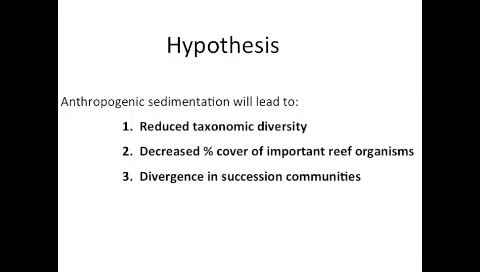 Hypothesis
Anthropogenic sedimentation will lead to:
1. Reduced taxonomic diversity
2. Decreased % cover of important reef organisms
3. Divergence in succession communities